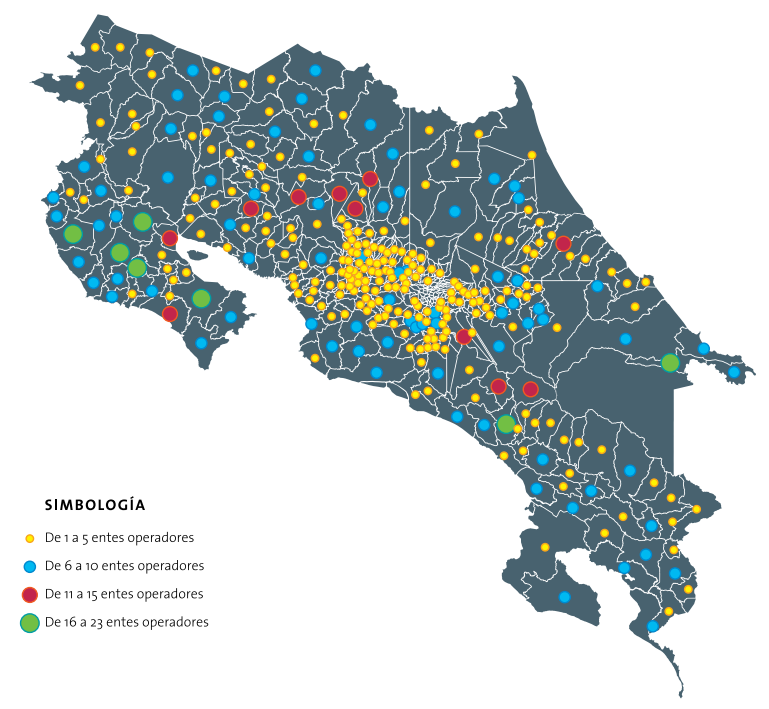 SIMBOLOGÍA
De 1 a 5 entes operadores
De 6 a 10 entes operadores
De 11 a 15 entes operadores
De 16 a 23 entes operadores